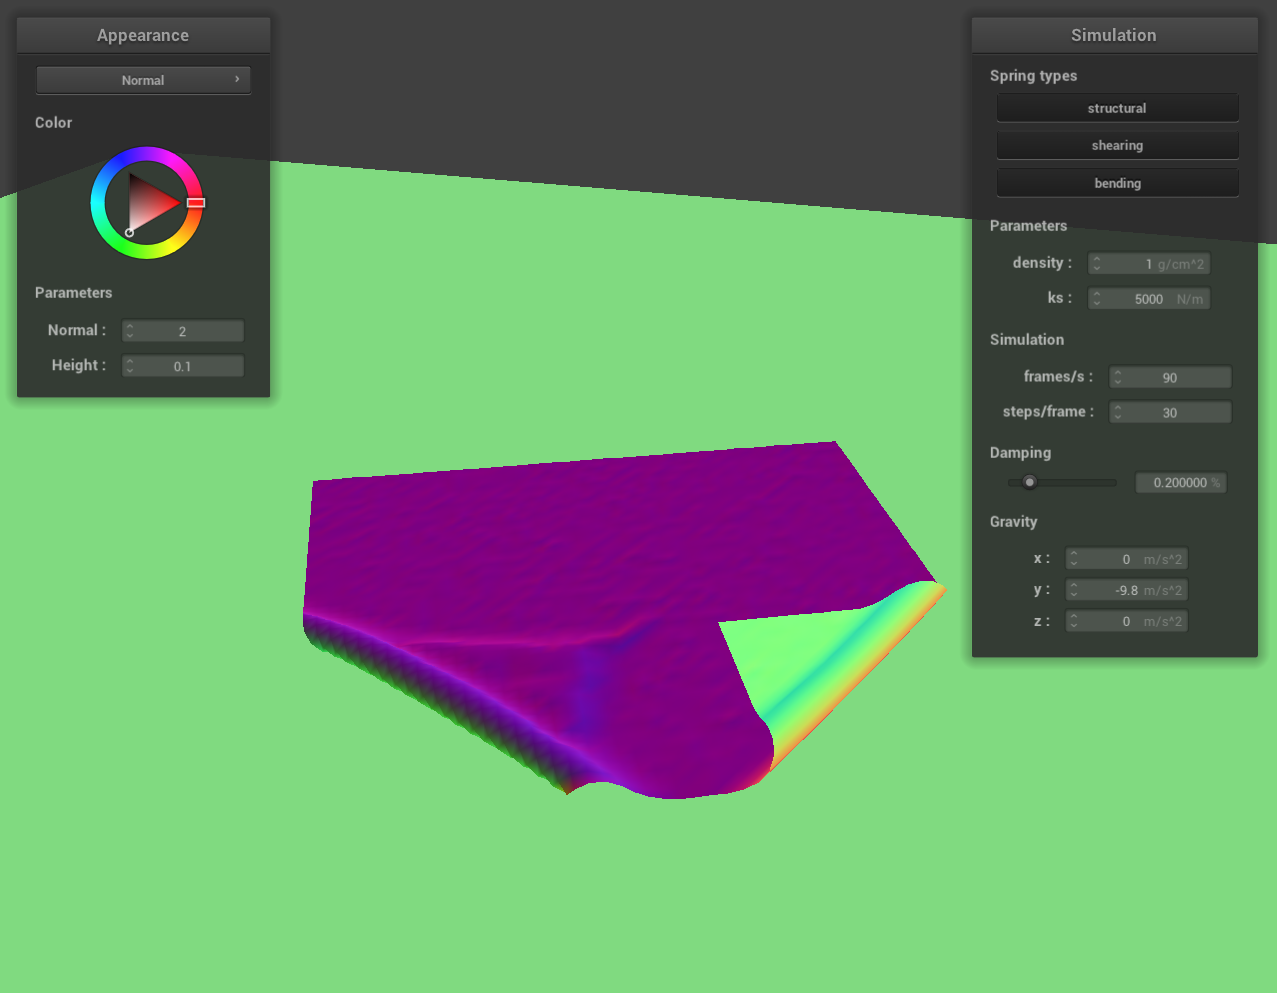 Appearance
Normal
Color
Parameters
Normal : 2
Height : 0.1
Simulation
Spring types
structural
shearing
bending
Parameters
density : 1 g/cm^2
ks : 5000 N/m
Simulation
frames/s : 90
steps/frame : 30
Damping
0.200000 %
Gravity
x : 0 m/s^2
y : -9.8 m/s^2
z : 0 m/s^2